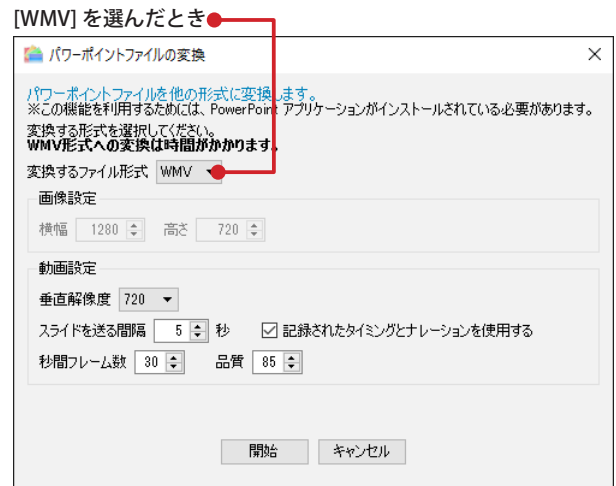 [WMV] を選んだとき
パワーポイントファイルの変換
パワーポイントファイルを他の形式に変換します。
※この機能を利用するためには、PowerPoint アプリケーションがインストールされている必要があります。
変換する形式を選択してください。
WMV形式への変換は時間がかかります。
変換するファイル形式 WMV
画像設定
横幅 1280 高さ 720
動画設定
垂直解像度 720
スライドを送る間隔 5 秒 記録されたタイミングとナレーションを使用する
秒間フレーム数 30 品質 85
開始 キャンセル